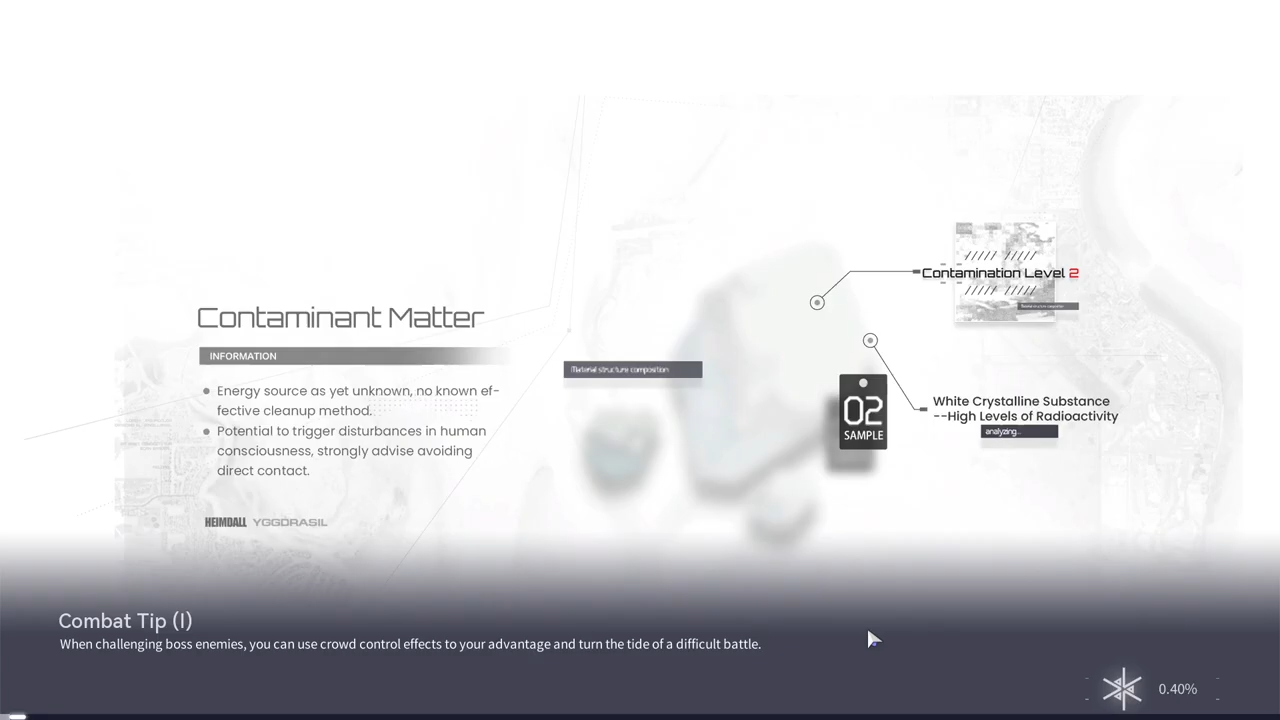 Contamination Level 2
Contaminant Matter
INFORMATION
Material structure composition
Energy source as yet unknown, no known ef-
fective cleanup method.
Potential to trigger disturbances in human
consciousness, strongly advise avoiding
direct contact.
02
SAMPLE
White Crystalline Substance
--High Levels of Radioactivity
analyzing...
HEIMDALL YGGDRASIL
Combat Tip (I)
When challenging boss enemies, you can use crowd control effects to your advantage and turn the tide of a difficult battle.
0.40%